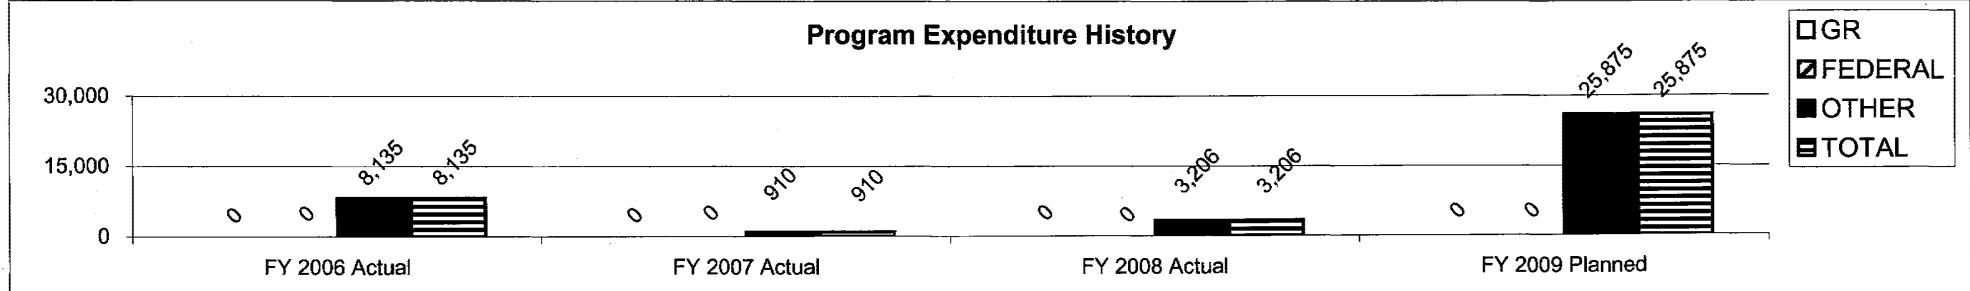 Program Expenditure History
GR
FEDERAL
OTHER
TOTAL
30,000
15,000
0
0 0 8,135 8,135
0 0 910 910
0 0 3,206 3,206
0 0 25,875 25,875
FY 2006 Actual
FY 2007 Actual
FY 2008 Actual
FY 2009 Planned